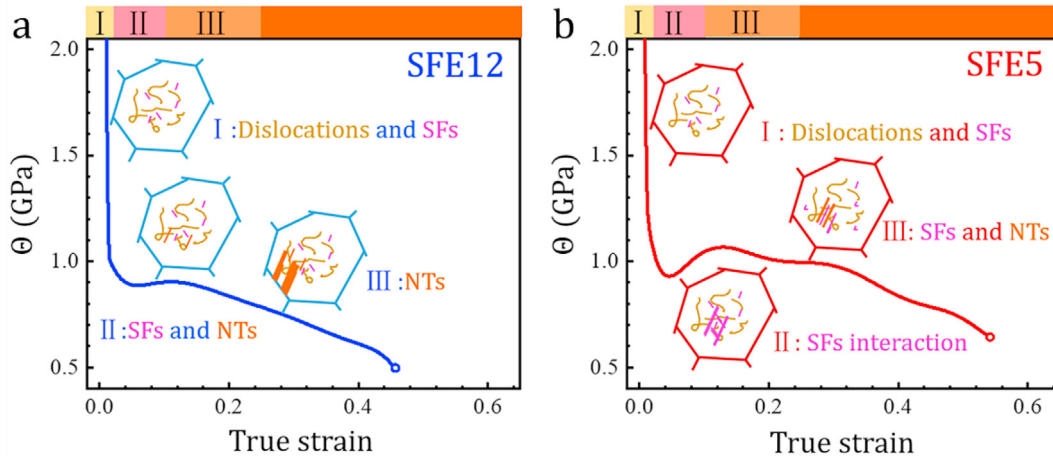 a
I II III
2.0
1.5
1.0
0.5
Θ (GPa)
SFE12
I :Dislocations and SFs
III :NTs
II :SFs and NTs
0.0 0.2 0.4 0.6
True strain
b
I II III
2.0
1.5
1.0
0.5
Θ (GPa)
SFE5
I : Dislocations and SFs
III: SFs and NTs
II : SFs interaction
0.0 0.2 0.4 0.6
True strain